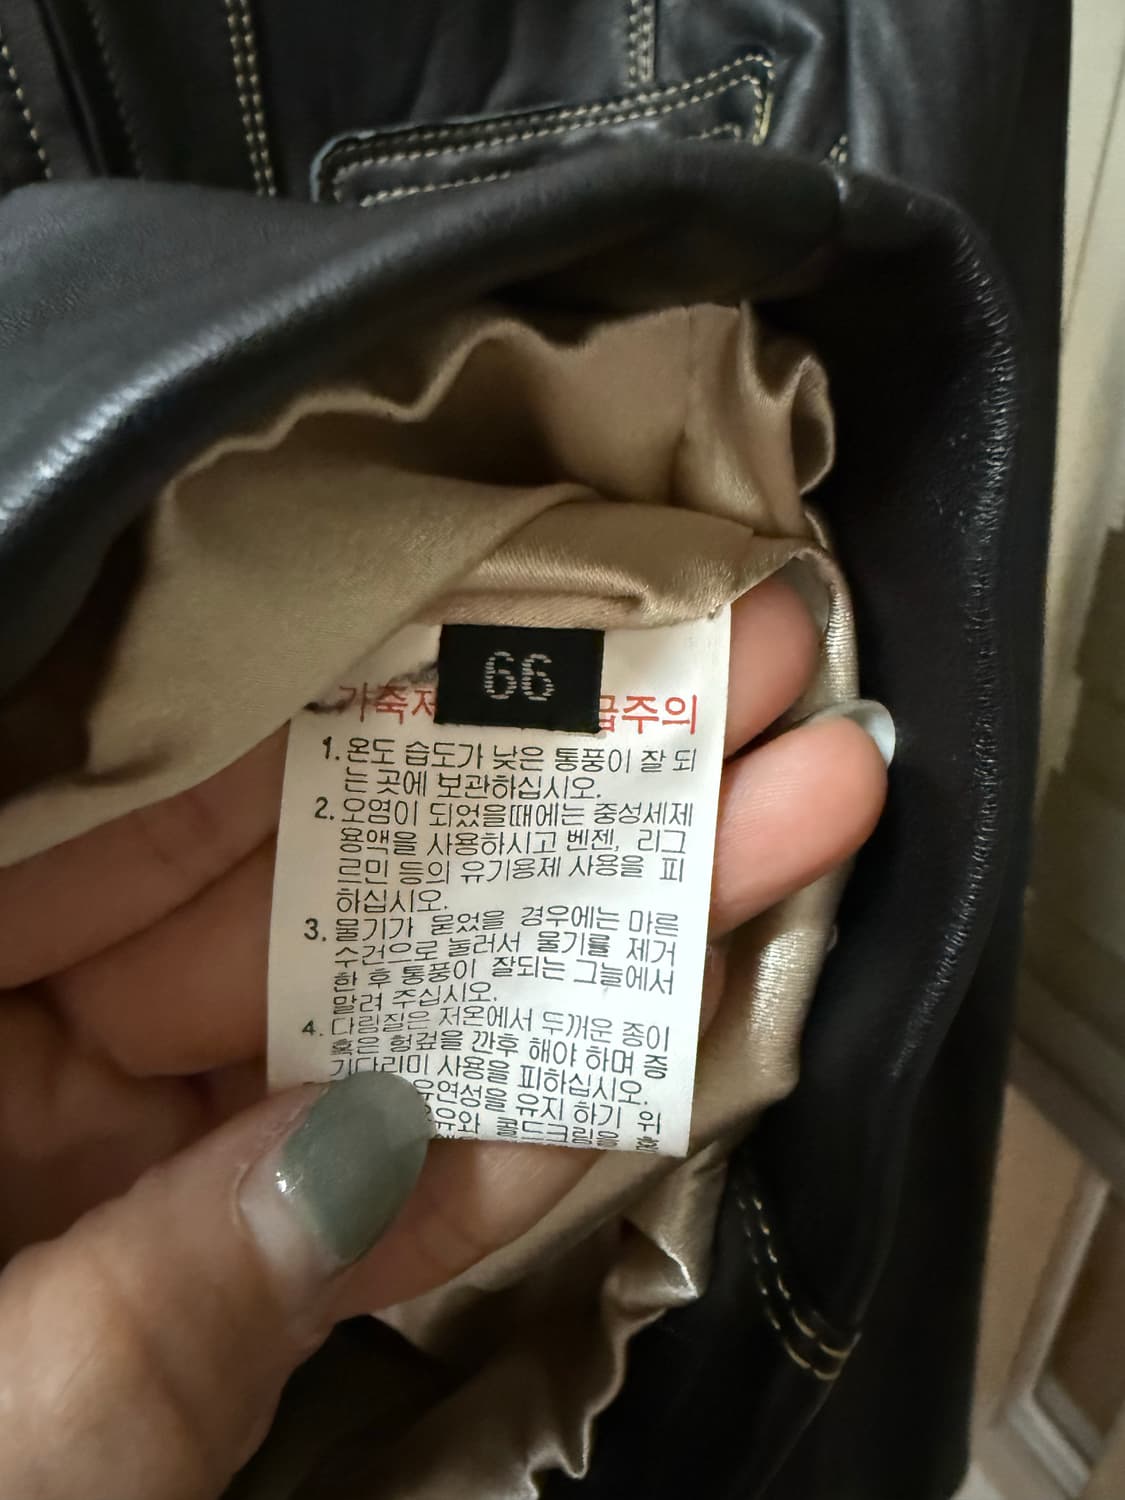 66
가죽제 급주의
1. 온도 습도가 낮은 통풍이 잘 되
는 곳에 보관하십시오.
2. 오염이 되었을때에는 중성세제
용액을 사용하시고 벤젠, 리그
르민 등의 유기용제 사용을 피
하십시오.
3. 물기가 묻었을 경우에는 마른
수건으로 눌러서 물기를 제거
한 후 통풍이 잘되는 그늘에서
말려 주십시오.
4. 다림질은 저온에서 두꺼운 종이
혹은 헝겊을 깐후 해야 하며 증
기다리미 사용을 피하십시오.
유연성을 유지 하기 위
유와 콜드크림을